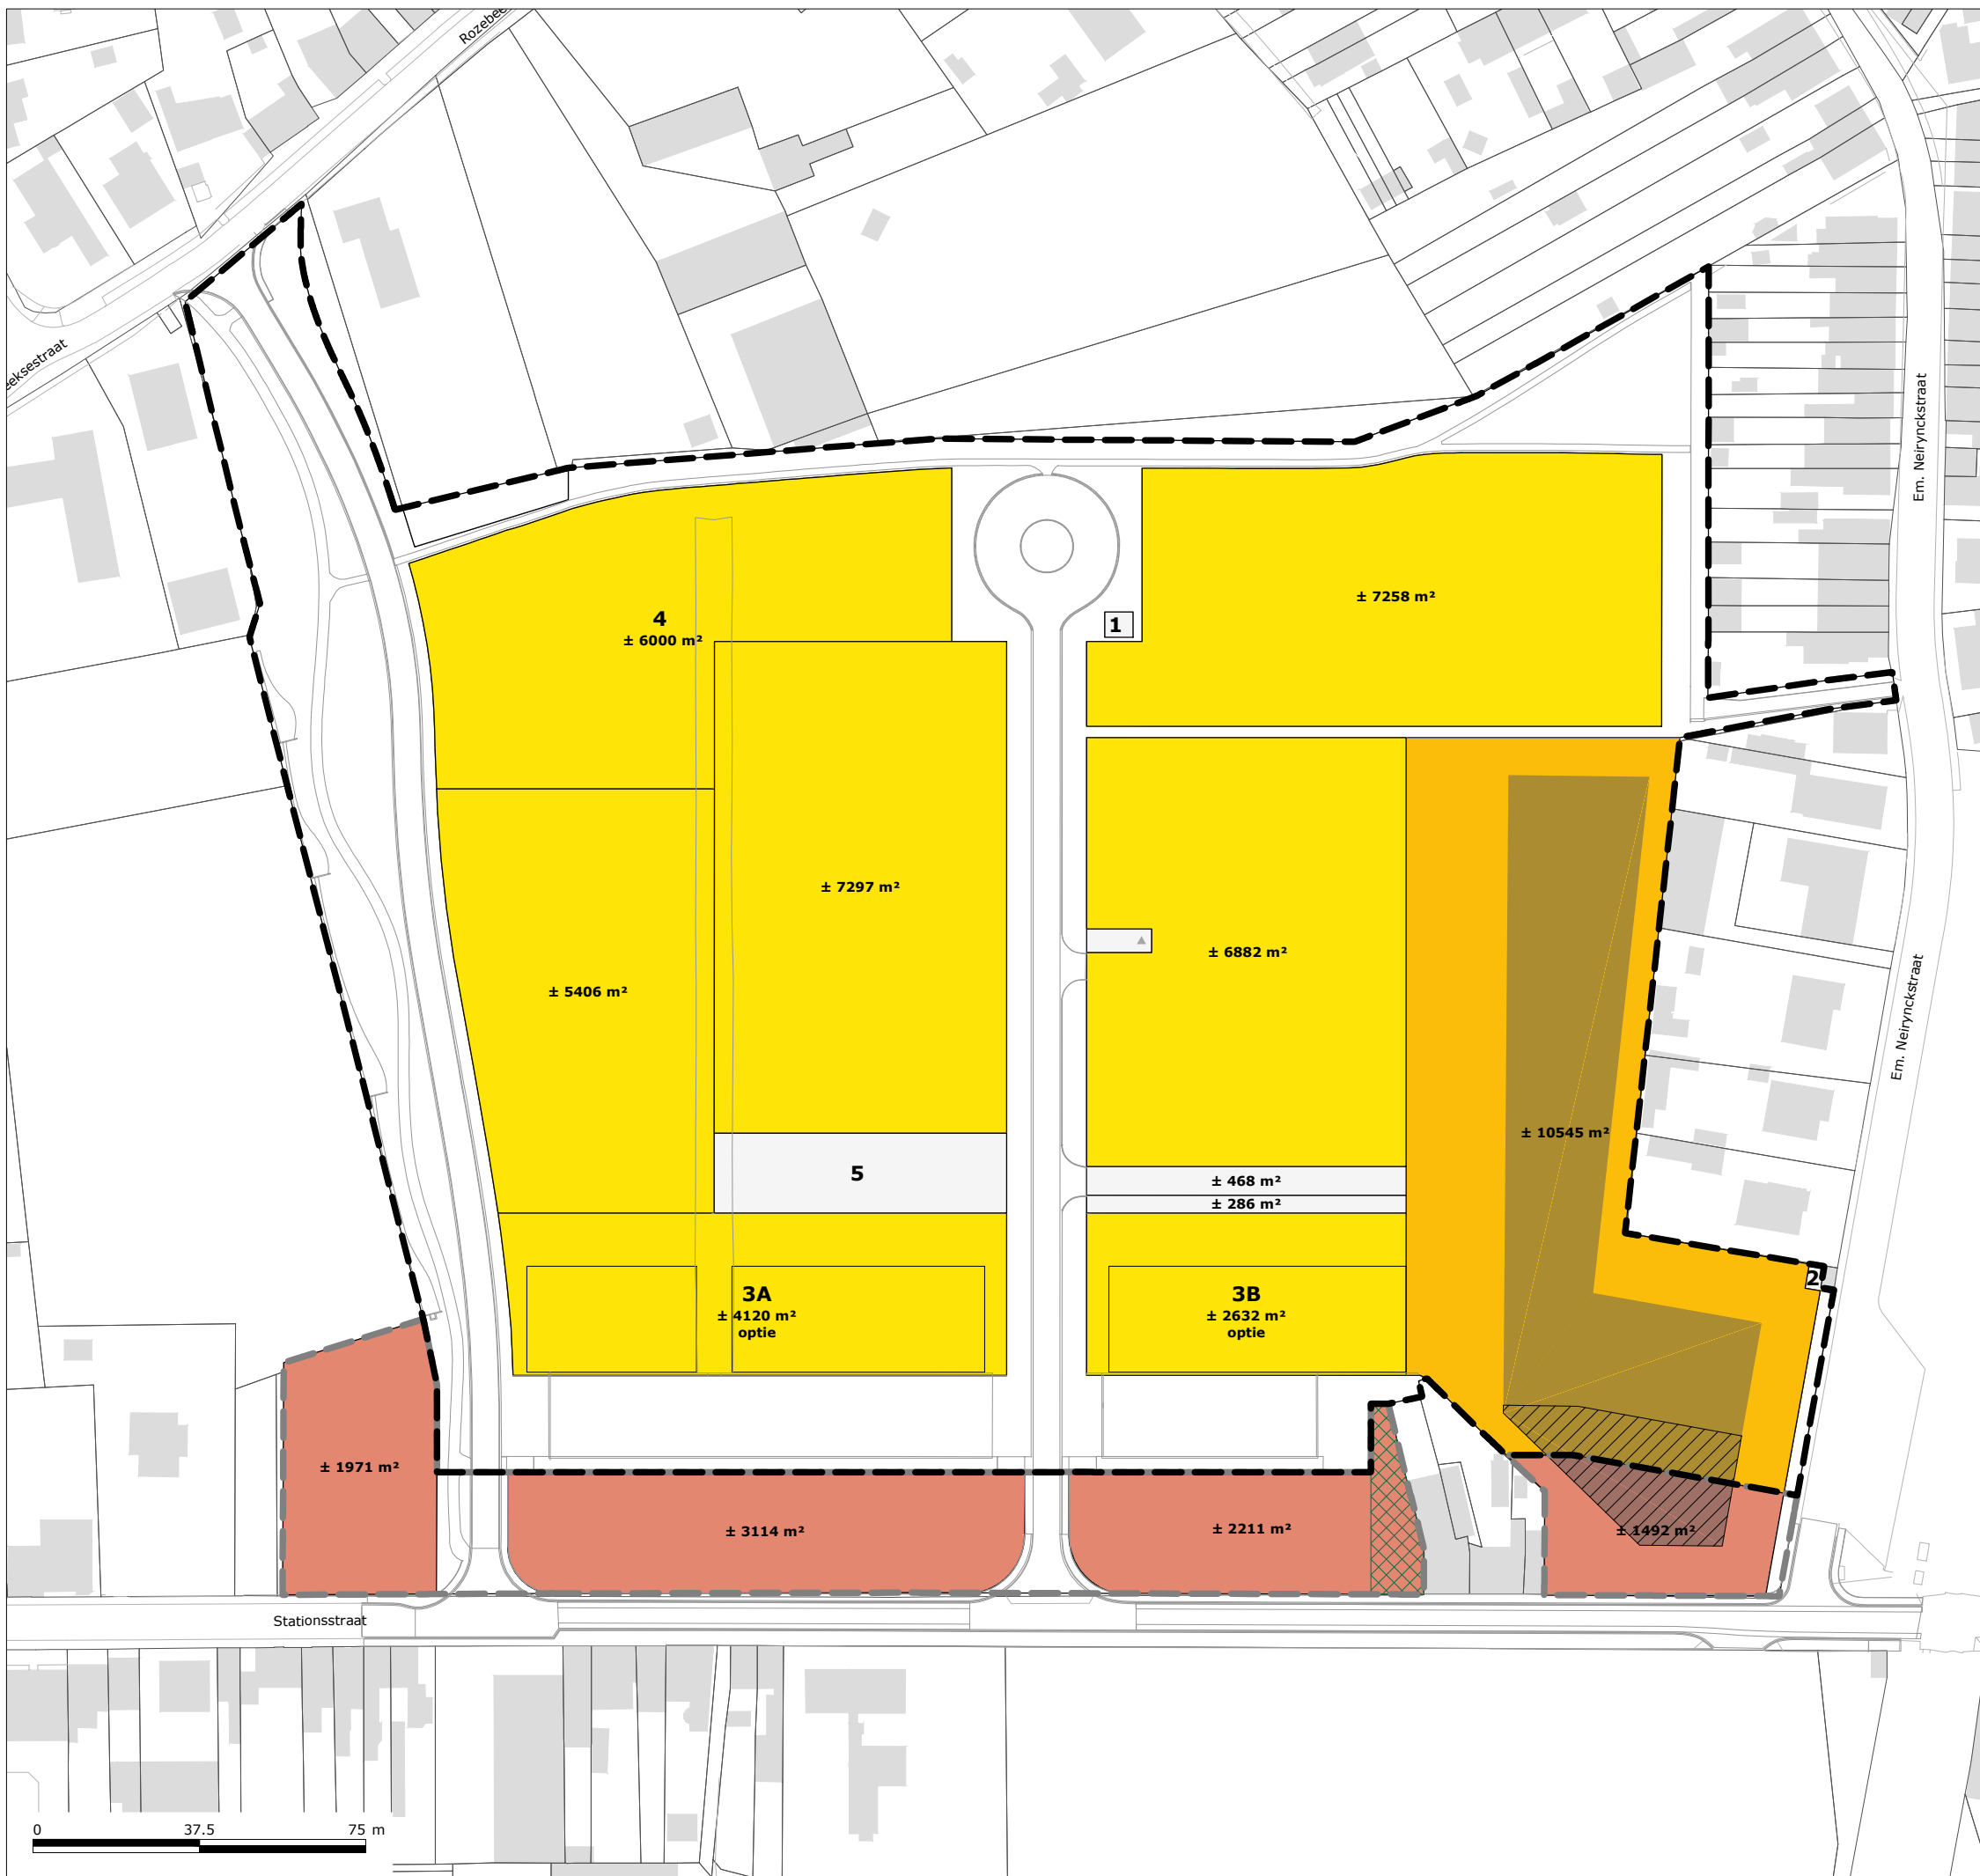 Rozebee
eeksestraat
Em. Neirynckstraat
4
± 6000 m²
1
± 7258 m²
± 7297 m²
± 6882 m²
± 5406 m²
± 10545 m²
Em. Neirynckstraat
5
± 468 m²
± 286 m²
2
3A
± 4120 m²
optie
3B
± 2632 m²
optie
± 1971 m²
± 3114 m²
± 2211 m²
± 1492 m²
Stationsstraat
0 37.5 75 m